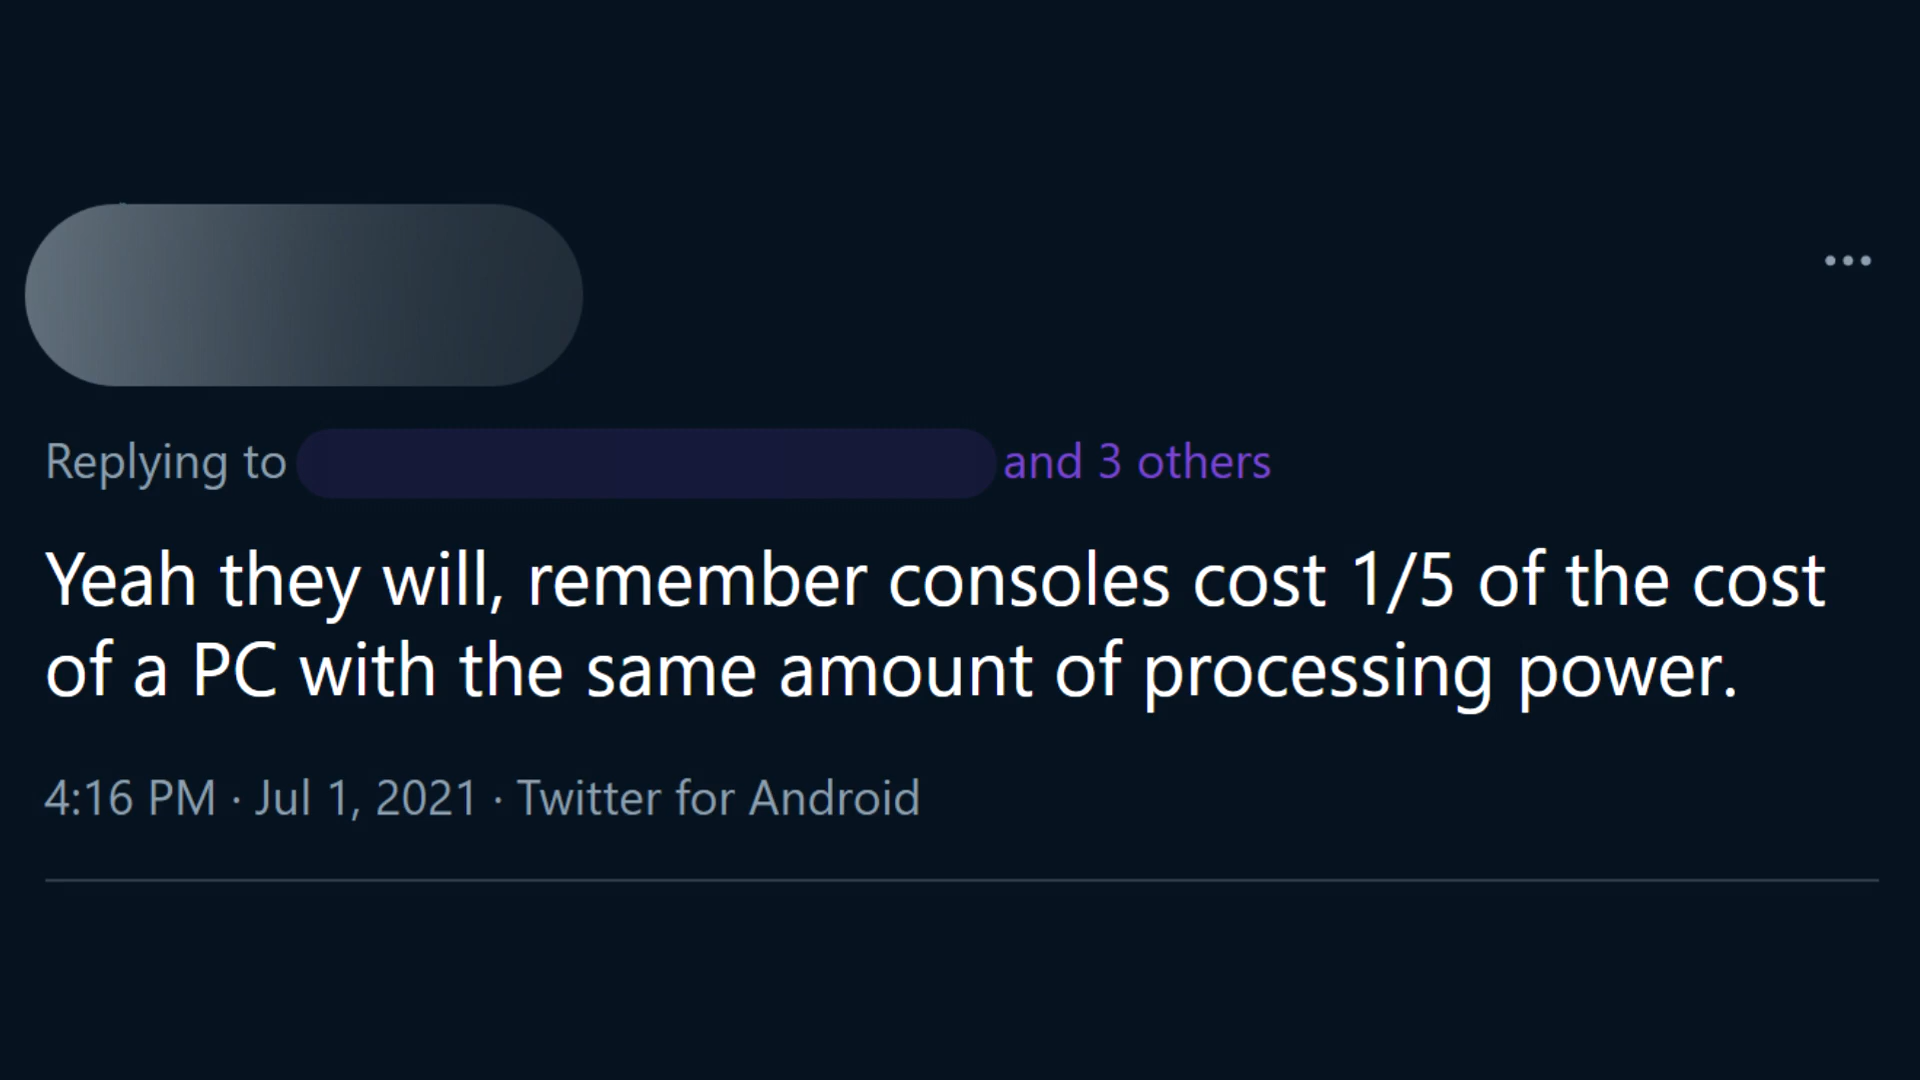 Replying to and 3 others
Yeah they will, remember consoles cost 1/5 of the cost
of a PC with the same amount of processing power.
4:16 PM · Jul 1, 2021 · Twitter for Android